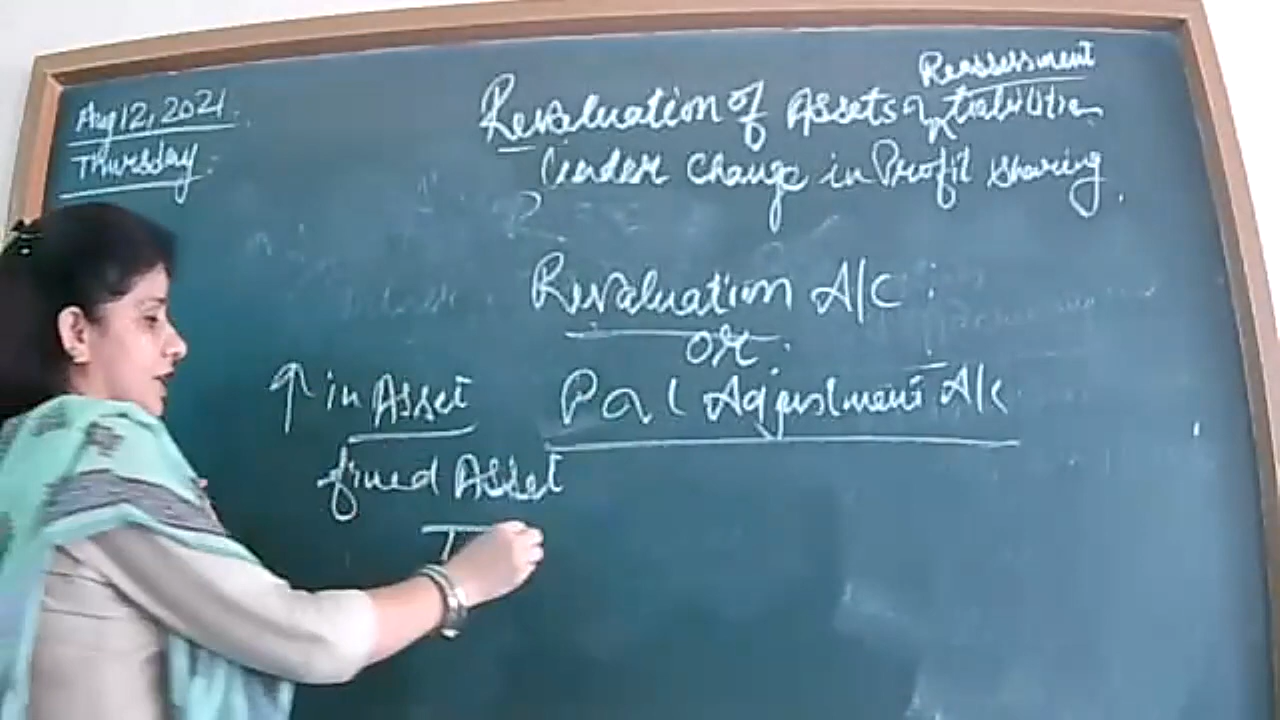 Aug 12, 2021.
Thursday.
Reassessment
Revaluation of Assets & Liabilities
Under Change in Profit Sharing.
Revaluation A/c :
or.
↑ in Asset
P & L Adjustment A/c.
fixed Asset
T